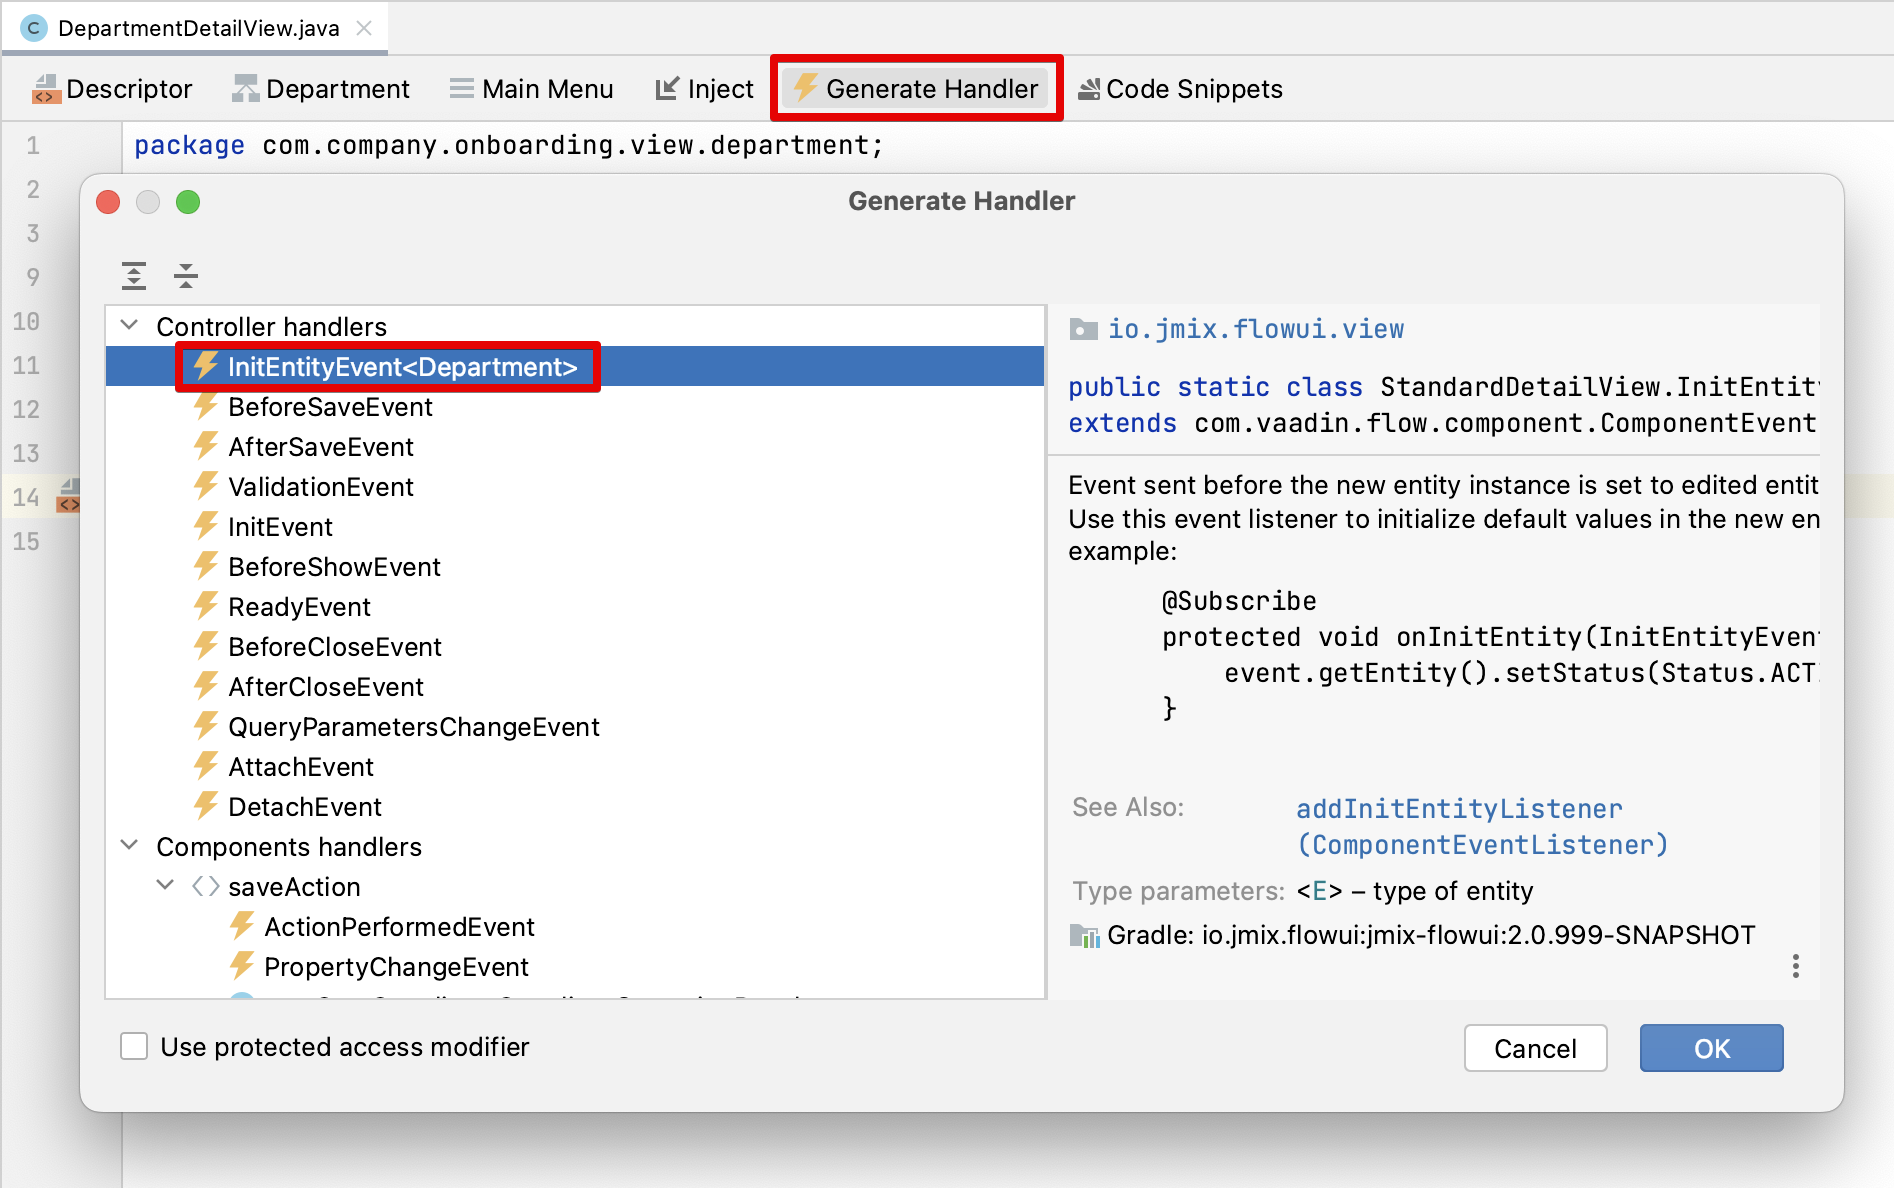 C DepartmentDetailView.java
Descriptor Department Main Menu Inject Generate Handler Code Snippets
1 package com.company.onboarding.view.department;
2
3
9
10
11
12
13
14
15
Generate Handler
Controller handlers
InitEntityEvent<Department>
BeforeSaveEvent
AfterSaveEvent
ValidationEvent
InitEvent
BeforeShowEvent
ReadyEvent
BeforeCloseEvent
AfterCloseEvent
QueryParametersChangeEvent
AttachEvent
DetachEvent
Components handlers
<> saveAction
ActionPerformedEvent
PropertyChangeEvent
io.jmix.flowui.view
public static class StandardDetailView.InitEntity
extends com.vaadin.flow.component.ComponentEvent
Event sent before the new entity instance is set to edited entit
Use this event listener to initialize default values in the new en
example:
@Subscribe
protected void onInitEntity(InitEntityEven
event.getEntity().setStatus(Status.ACT
}
See Also: addInitEntityListener
(ComponentEventListener)
Type parameters: <E> – type of entity
Gradle: io.jmix.flowui:jmix-flowui:2.0.999-SNAPSHOT
Use protected access modifier
Cancel OK